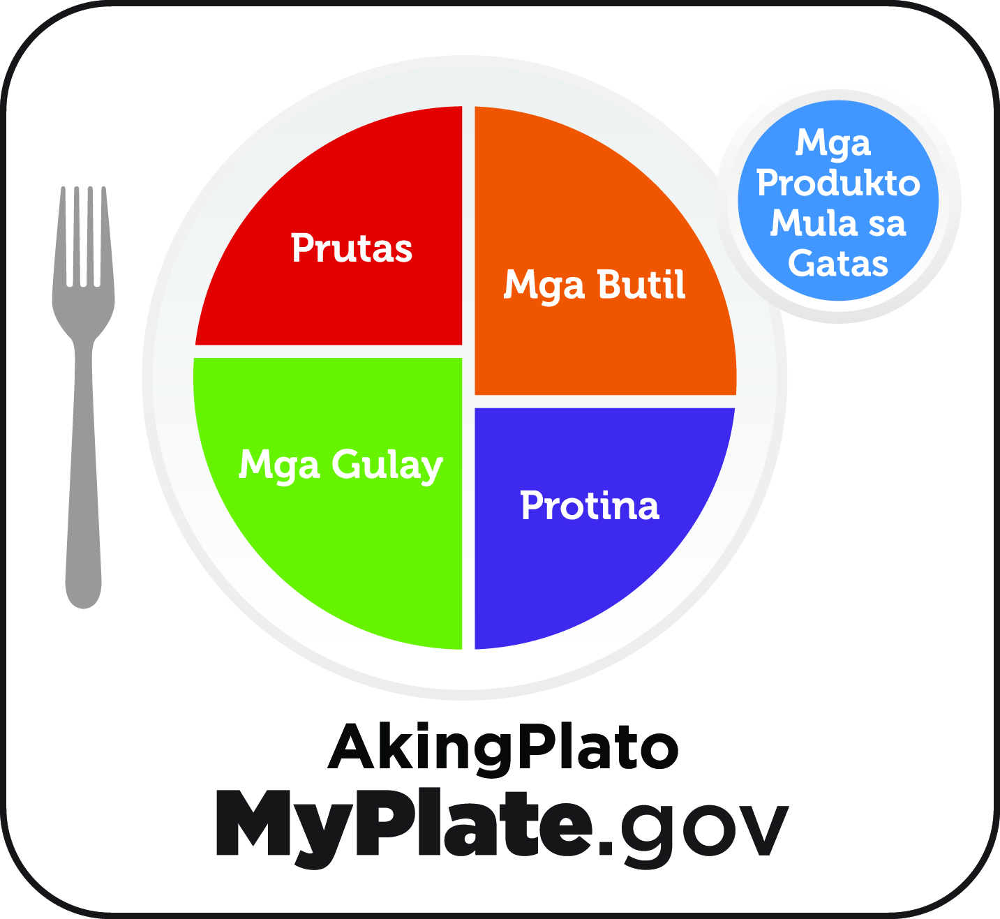 Prutas
Mga Butil
Mga Gulay
Protina
Mga
Produkto
Mula sa
Gatas
AkingPlato
MyPlate.gov